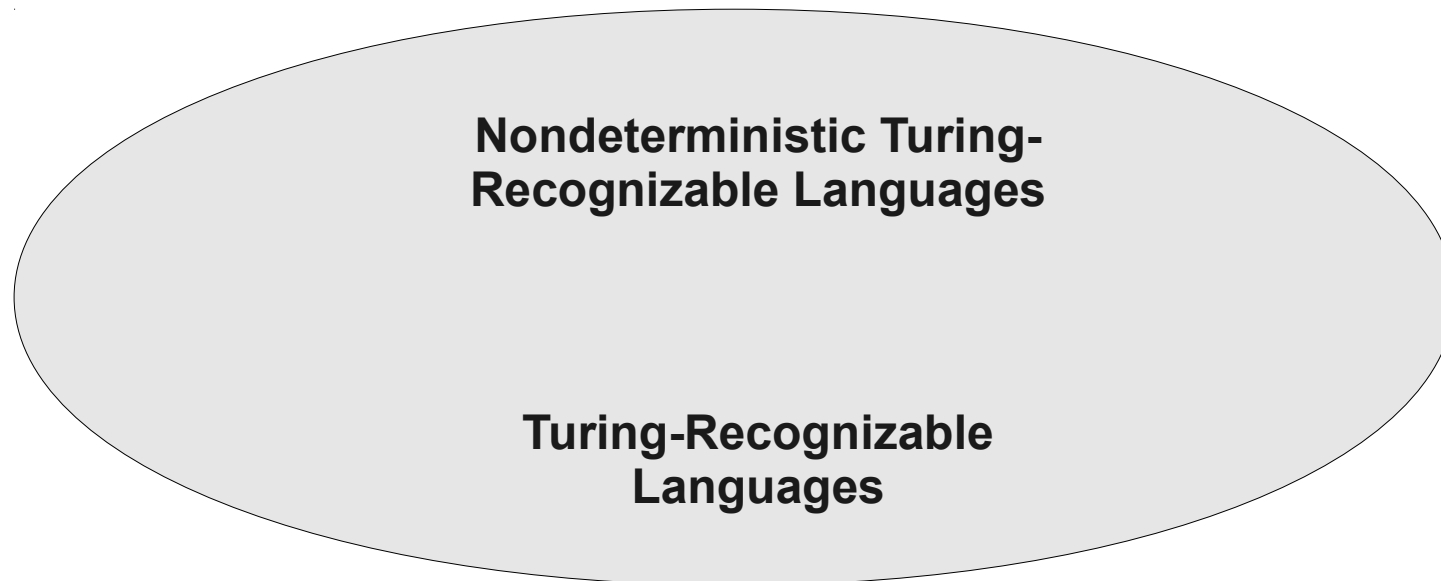 Nondeterministic Turing-
Recognizable Languages
Turing-Recognizable
Languages